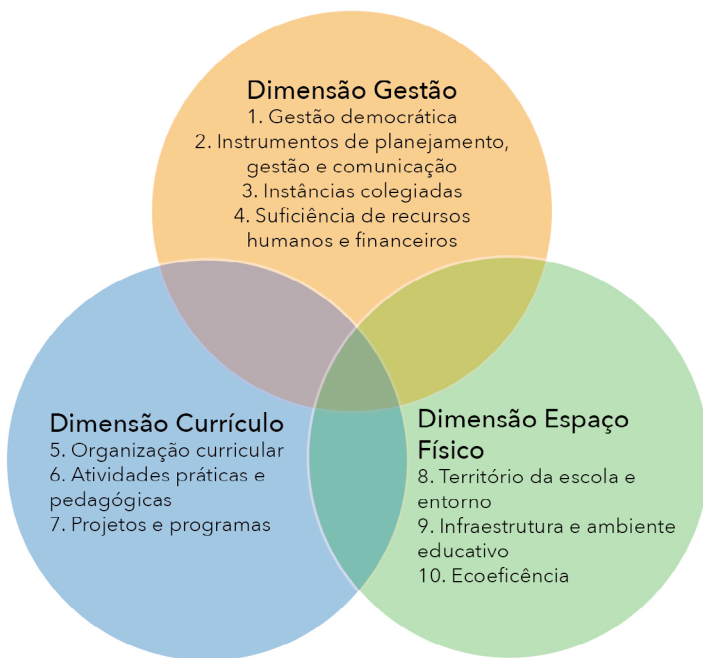 Dimensão Gestão
1. Gestão democrática
2. Instrumentos de planejamento,
gestão e comunicação
3. Instâncias colegiadas
4. Suficiência de recursos
humanos e financeiros
Dimensão Currículo
5. Organização curricular
6. Atividades práticas e
pedagógicas
7. Projetos e programas
Dimensão Espaço
Físico
8. Território da escola e
entorno
9. Infraestrutura e ambiente
educativo
10. Ecoeficência